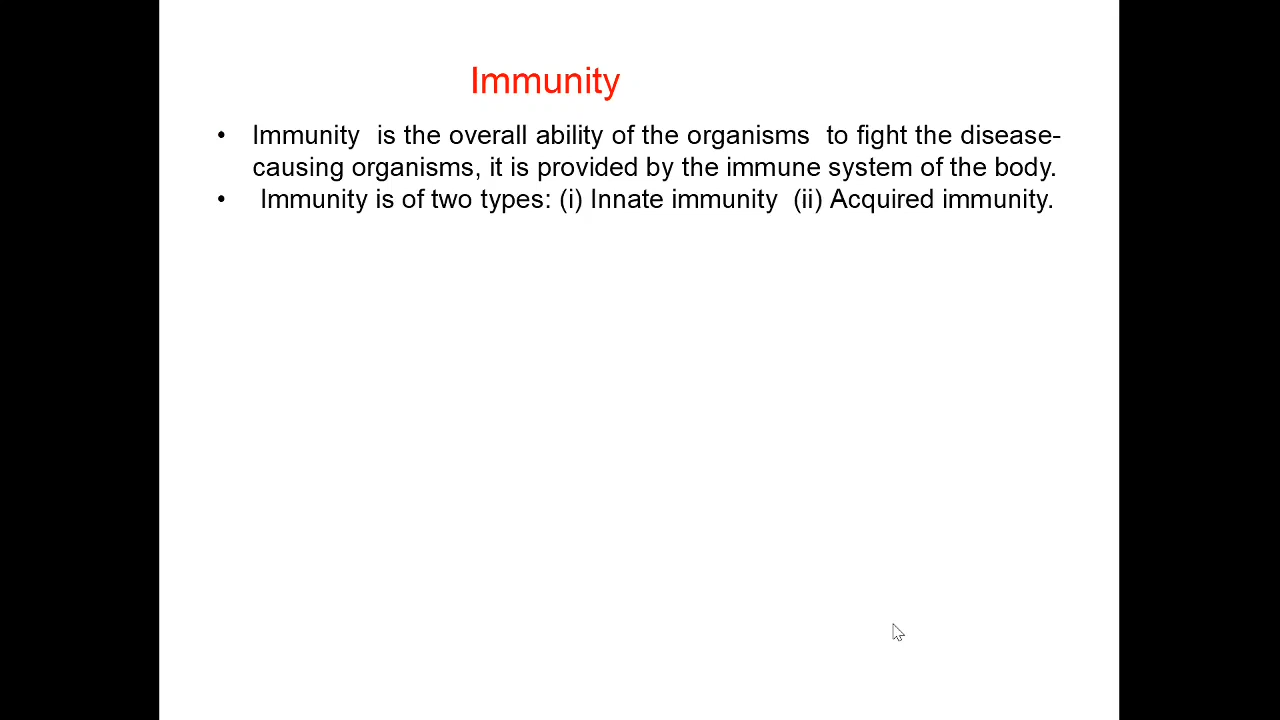 Immunity
• Immunity  is the overall ability of the organisms  to fight the disease-
causing organisms, it is provided by the immune system of the body.
•  Immunity is of two types: (i) Innate immunity  (ii) Acquired immunity.